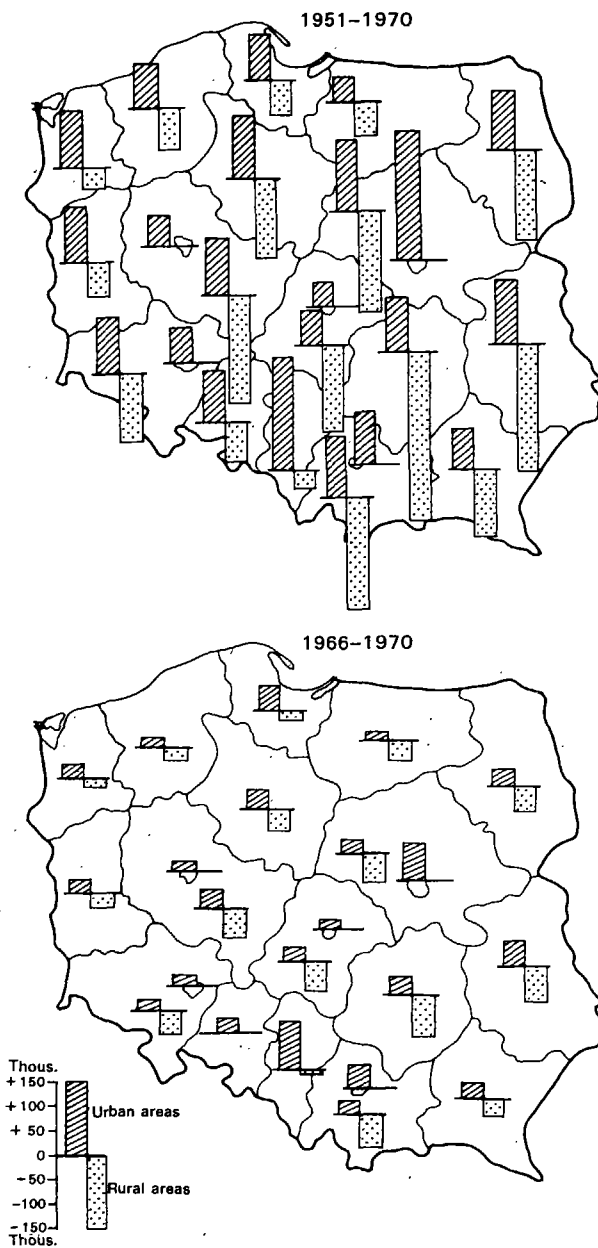 1951–1970
1966–1970
Thous.
+ 150
+ 100
+ 50
0
-50
-100
-150
Thous.
Urban areas
Rural areas